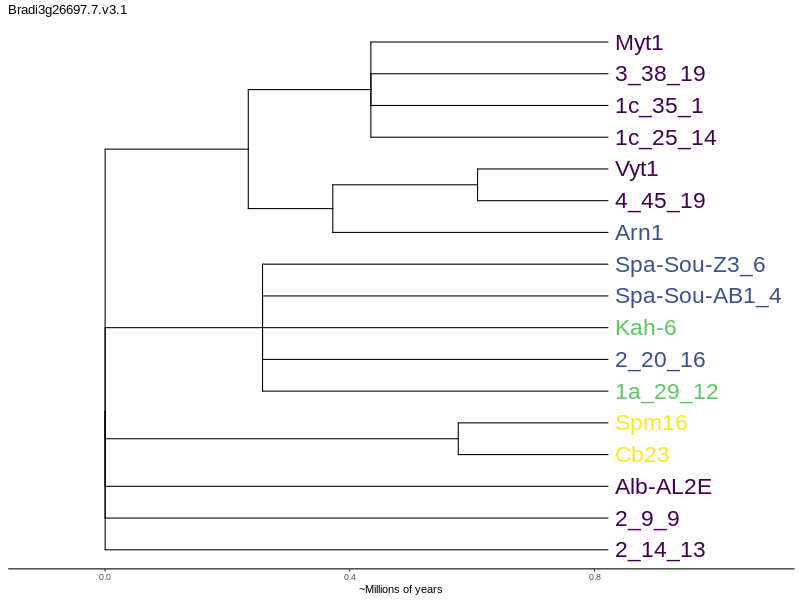 Bradi3g26697.7.v3.1
Myt1
3_38_19
1c_35_1
1c_25_14
Vyt1
4_45_19
Arn1
Spa-Sou-Z3_6
Spa-Sou-AB1_4
Kah-6
2_20_16
1a_29_12
Spm16
Cb23
Alb-AL2E
2_9_9
2_14_13
0.0 0.4 0.8
~Millions of years